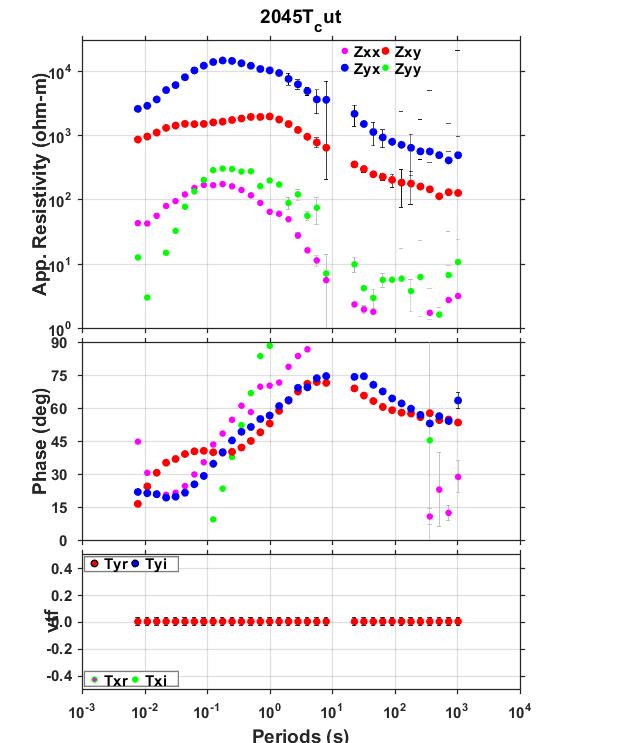 2045T_cut
Zxx Zxy
Zyx Zyy
App. Resistivity (ohm-m)
10^4
10^3
10^2
10^1
10^0
Phase (deg)
90
75
60
45
30
15
0
Tyr Tyi
vtf
0.4
0.2
0.0
-0.2
-0.4
Txr Txi
10^-3 10^-2 10^-1 10^0 10^1 10^2 10^3 10^4
Periods (s)